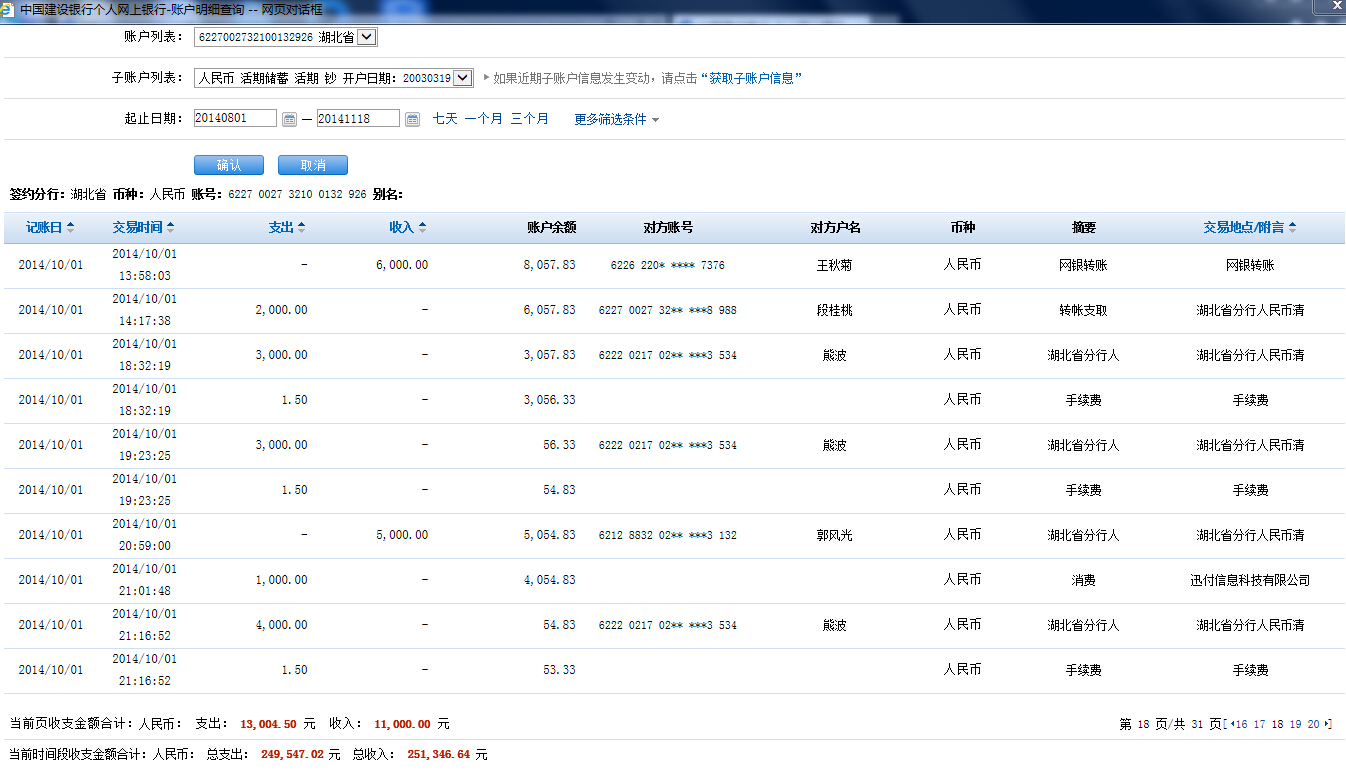 中国建设银行个人网上银行-账户明细查询 -- 网页对话框
账户列表： 6227002732100132926 湖北省
子账户列表： 人民币 活期储蓄 活期 钞 开户日期：20030319 如果近期子账户信息发生变动，请点击“获取子账户信息”
起止日期： 20140801 — 20141118 七天 一个月 三个月 更多筛选条件
确认 取消
签约分行：湖北省 币种：人民币 账号：6227 0027 3210 0132 926 别名：
记账日 交易时间 支出 收入 账户余额 对方账号 对方户名 币种 摘要 交易地点/附言
2014/10/01 2014/10/01 13:58:03 - 6,000.00 8,057.83 6226 220* **** 7376 王秋菊 人民币 网银转账 网银转账
2014/10/01 2014/10/01 14:17:38 2,000.00 - 6,057.83 6227 0027 32** ***8 988 段桂桃 人民币 转帐支取 湖北省分行人民币清
2014/10/01 2014/10/01 18:32:19 3,000.00 - 3,057.83 6222 0217 02** ***3 534 熊波 人民币 湖北省分行人 湖北省分行人民币清
2014/10/01 2014/10/01 18:32:19 1.50 - 3,056.33 人民币 手续费 手续费
2014/10/01 2014/10/01 19:23:25 3,000.00 - 56.33 6222 0217 02** ***3 534 熊波 人民币 湖北省分行人 湖北省分行人民币清
2014/10/01 2014/10/01 19:23:25 1.50 - 54.83 人民币 手续费 手续费
2014/10/01 2014/10/01 20:59:00 - 5,000.00 5,054.83 6212 8832 02** ***3 132 郭风光 人民币 湖北省分行人 湖北省分行人民币清
2014/10/01 2014/10/01 21:01:48 1,000.00 - 4,054.83 人民币 消费 迅付信息科技有限公司
2014/10/01 2014/10/01 21:16:52 4,000.00 - 54.83 6222 0217 02** ***3 534 熊波 人民币 湖北省分行人 湖北省分行人民币清
2014/10/01 2014/10/01 21:16:52 1.50 - 53.33 人民币 手续费 手续费
当前页收支金额合计：人民币： 支出： 13,004.50 元 收入： 11,000.00 元 第 18 页/共 31 页[16 17 18 19 20]
当前时间段收支金额合计：人民币： 总支出： 249,547.02 元 总收入： 251,346.64 元